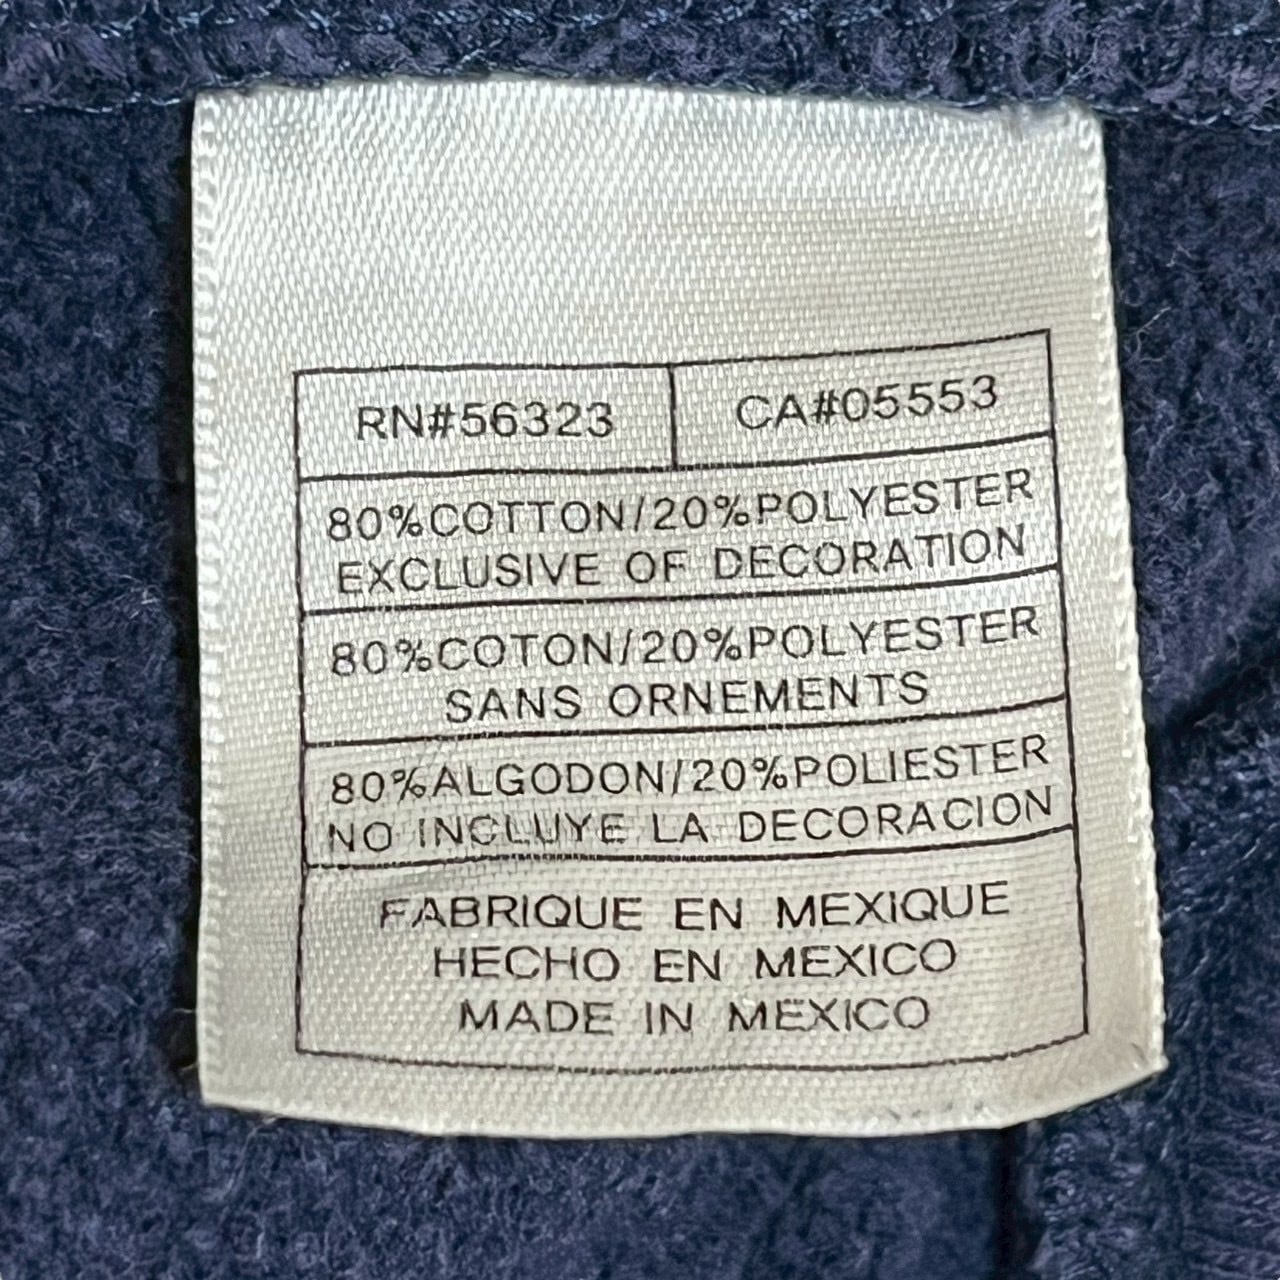 RN#56323 CA#05553
80%COTTON/20%POLYESTER
EXCLUSIVE OF DECORATION
80%COTON/20%POLYESTER
SANS ORNEMENTS
80%ALGODON/20%POLIESTER
NO INCLUYE LA DECORACION
FABRIQUE EN MEXIQUE
HECHO EN MEXICO
MADE IN MEXICO